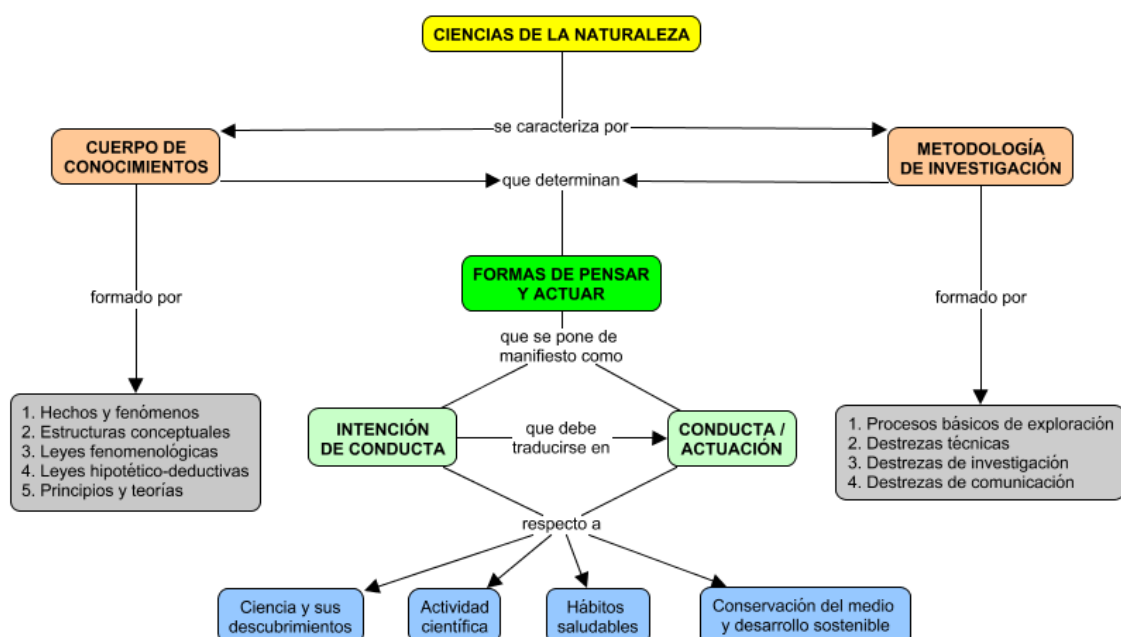 CIENCIAS DE LA NATURALEZA
se caracteriza por
CUERPO DE
CONOCIMIENTOS
METODOLOGÍA
DE INVESTIGACIÓN
que determinan
FORMAS DE PENSAR
Y ACTUAR
formado por
formado por
que se pone de
manifiesto como
1. Hechos y fenómenos
2. Estructuras conceptuales
3. Leyes fenomenológicas
4. Leyes hipotético-deductivas
5. Principios y teorías
INTENCIÓN
DE CONDUCTA
que debe
traducirse en
CONDUCTA /
ACTUACIÓN
1. Procesos básicos de exploración
2. Destrezas técnicas
3. Destrezas de investigación
4. Destrezas de comunicación
respecto a
Ciencia y sus
descubrimientos
Actividad
científica
Hábitos
saludables
Conservación del medio
y desarrollo sostenible